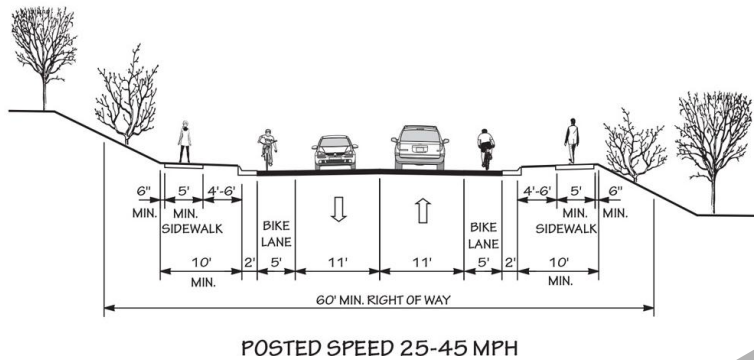 6" 5' 4'-6' 4'-6' 5' 6"
MIN. MIN. MIN. MIN.
SIDEWALK SIDEWALK
BIKE LANE BIKE LANE
10' 2' 5' 11' 11' 5' 2' 10'
MIN. MIN.
60' MIN. RIGHT OF WAY
POSTED SPEED 25-45 MPH